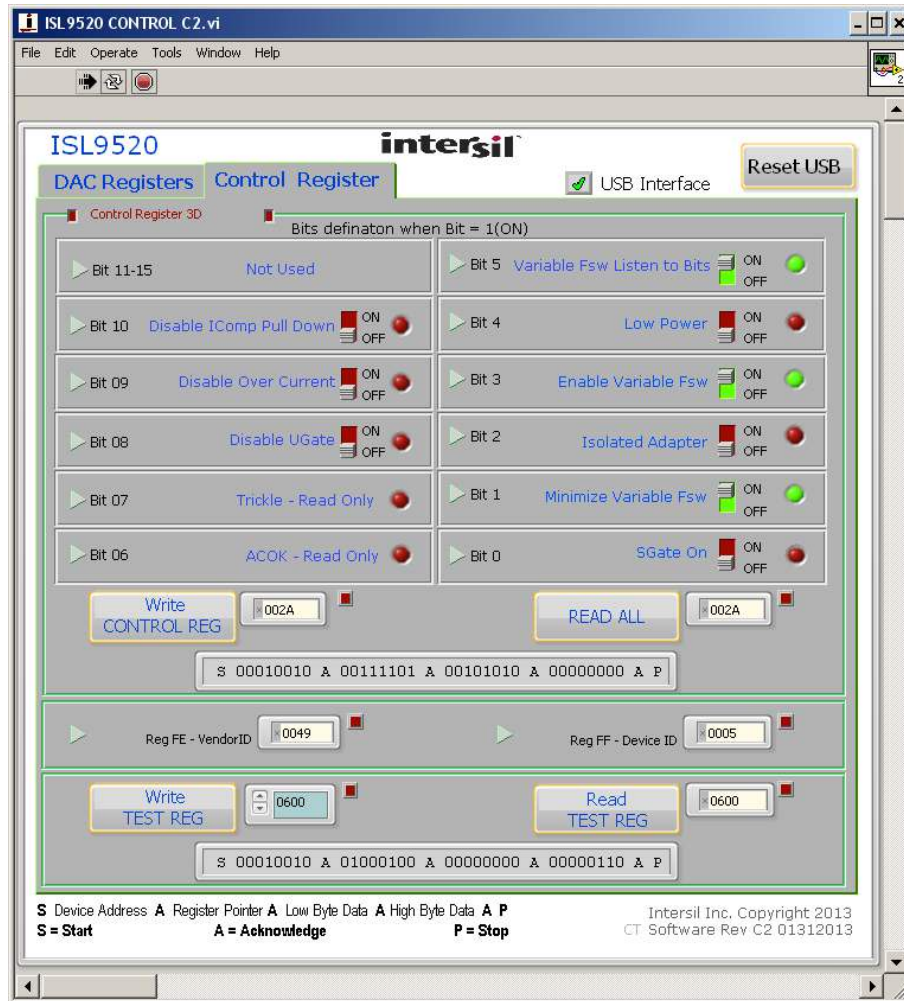 ISL9520 CONTROL C2.vi
File Edit Operate Tools Window Help
2
ISL9520
intersil
Reset USB
DAC Registers
Control Register
USB Interface
Control Register 3D
Bits definaton when Bit = 1(ON)
Bit 11-15 Not Used
Bit 5 Variable Fsw Listen to Bits ON OFF
Bit 10 Disable IComp Pull Down ON OFF
Bit 4 Low Power ON OFF
Bit 09 Disable Over Current ON OFF
Bit 3 Enable Variable Fsw ON OFF
Bit 08 Disable UGate ON OFF
Bit 2 Isolated Adapter ON OFF
Bit 07 Trickle - Read Only
Bit 1 Minimize Variable Fsw ON OFF
Bit 06 ACOK - Read Only
Bit 0 SGate On ON OFF
Write
CONTROL REG
×002A
READ ALL
×002A
S 00010010 A 00111101 A 00101010 A 00000000 A P
Reg FE - VendorID ×0049
Reg FF - Device ID ×0005
Write
TEST REG
0600
Read
TEST REG
×0600
S 00010010 A 01000100 A 00000000 A 00000110 A P
S Device Address A Register Pointer A Low Byte Data A High Byte Data A P
S = Start A = Acknowledge P = Stop
Intersil Inc. Copyright 2013
CT Software Rev C2 01312013